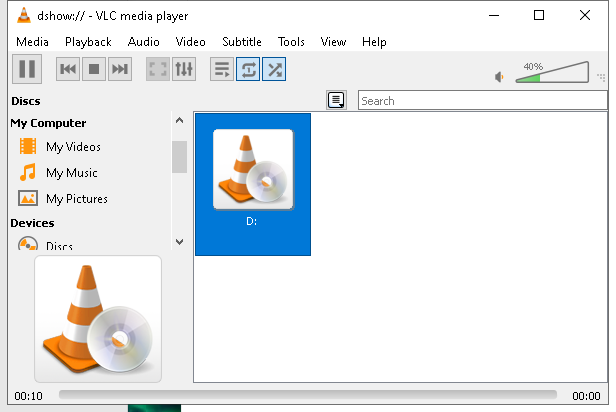 dshow:// - VLC media player
Media Playback Audio Video Subtitle Tools View Help
40%
Discs
Search
My Computer
My Videos
My Music
My Pictures
Devices
Discs
D:
00:10
00:00